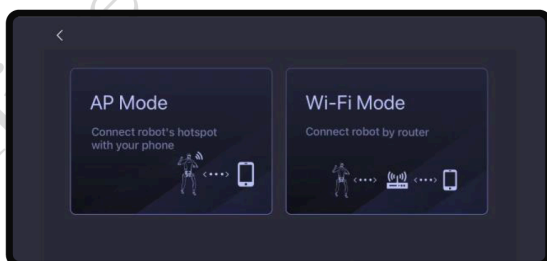 AP Mode
Connect robot's hotspot
with your phone
Wi-Fi Mode
Connect robot by router